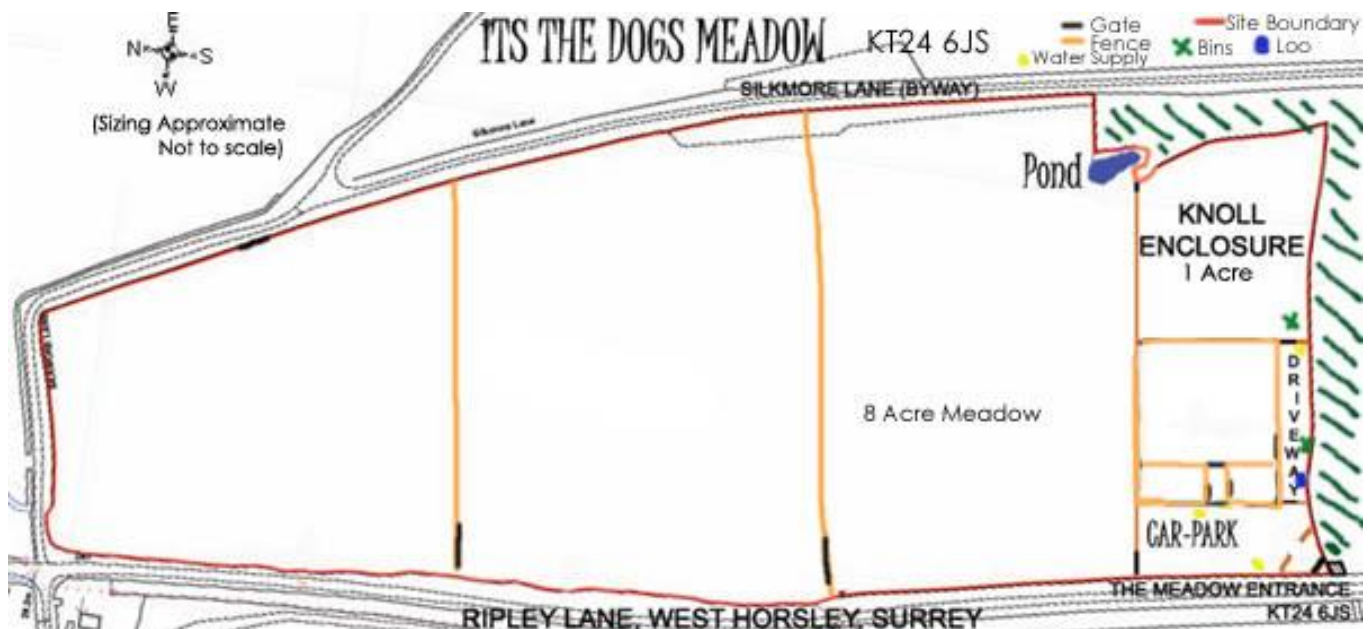 ITS THE DOGS MEADOW
KT24 6JS
E
N S
W
(Sizing Approximate
Not to scale)
Gate
Fence
Water Supply
Site Boundary
Bins
Loo
SILKMORE LANE (BYWAY)
Silkmore Lane
Pond
KNOLL
ENCLOSURE
1 Acre
8 Acre Meadow
DRIVEWAY
CAR-PARK
THE MEADOW ENTRANCE
KT24 6JS
RIPLEY LANE, WEST HORSLEY, SURREY